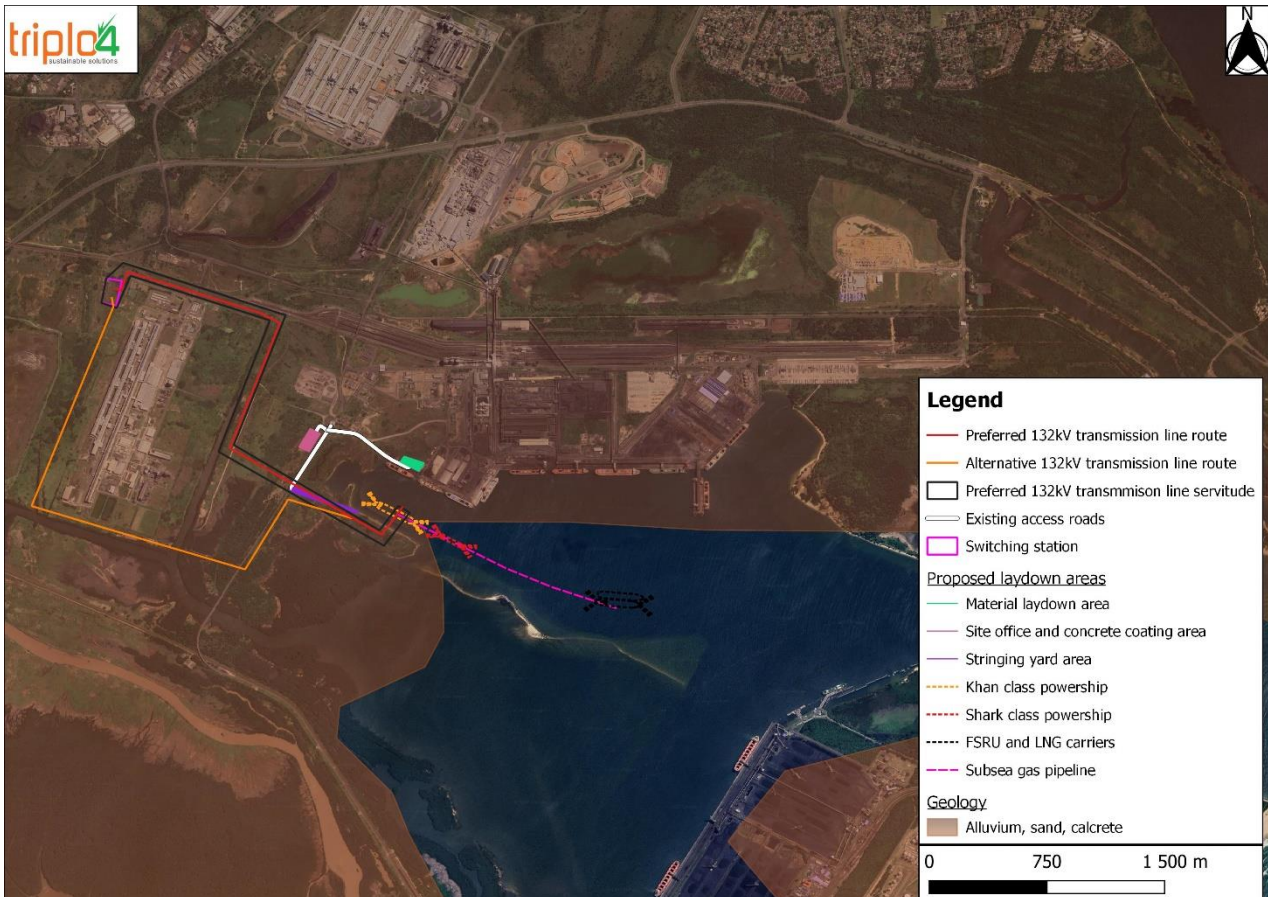 triplo4
sustainable solutions
N
Legend
Preferred 132kV transmission line route
Alternative 132kV transmission line route
Preferred 132kV transmmison line servitude
Existing access roads
Switching station
Proposed laydown areas
Material laydown area
Site office and concrete coating area
Stringing yard area
Khan class powership
Shark class powership
FSRU and LNG carriers
Subsea gas pipeline
Geology
Alluvium, sand, calcrete
0 750 1 500 m